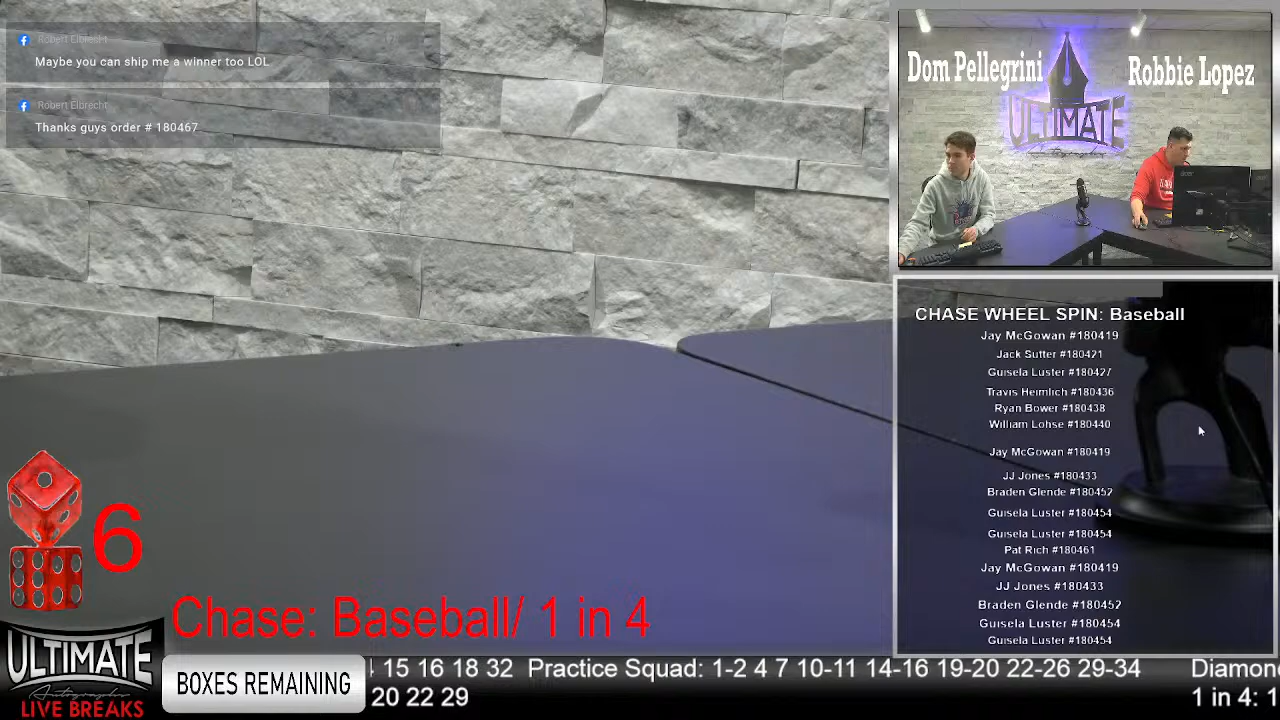 Robert Elbrecht
Maybe you can ship me a winner too LOL
Robert Elbrecht
Thanks guys order # 180467
Dom Pellegrini
Robbie Lopez
ULTIMATE
CHASE WHEEL SPIN: Baseball
Jay McGowan #180419
Jack Sutter #180421
Guisela Luster #180427
Travis Heimlich #180436
Ryan Bower #180438
William Lohse #180440
Jay McGowan #180419
JJ Jones #180433
Braden Glende #180452
Guisela Luster #180454
Guisela Luster #180454
Pat Rich #180461
Jay McGowan #180419
JJ Jones #180433
Braden Glende #180452
Guisela Luster #180454
Guisela Luster #180454
6
Chase: Baseball/ 1 in 4
ULTIMATE
Autographs
LIVE BREAKS
BOXES REMAINING
15 16 18 32 Practice Squad: 1-2 4 7 10-11 14-16 19-20 22-26 29-34
20 22 29
1 in 4: 1